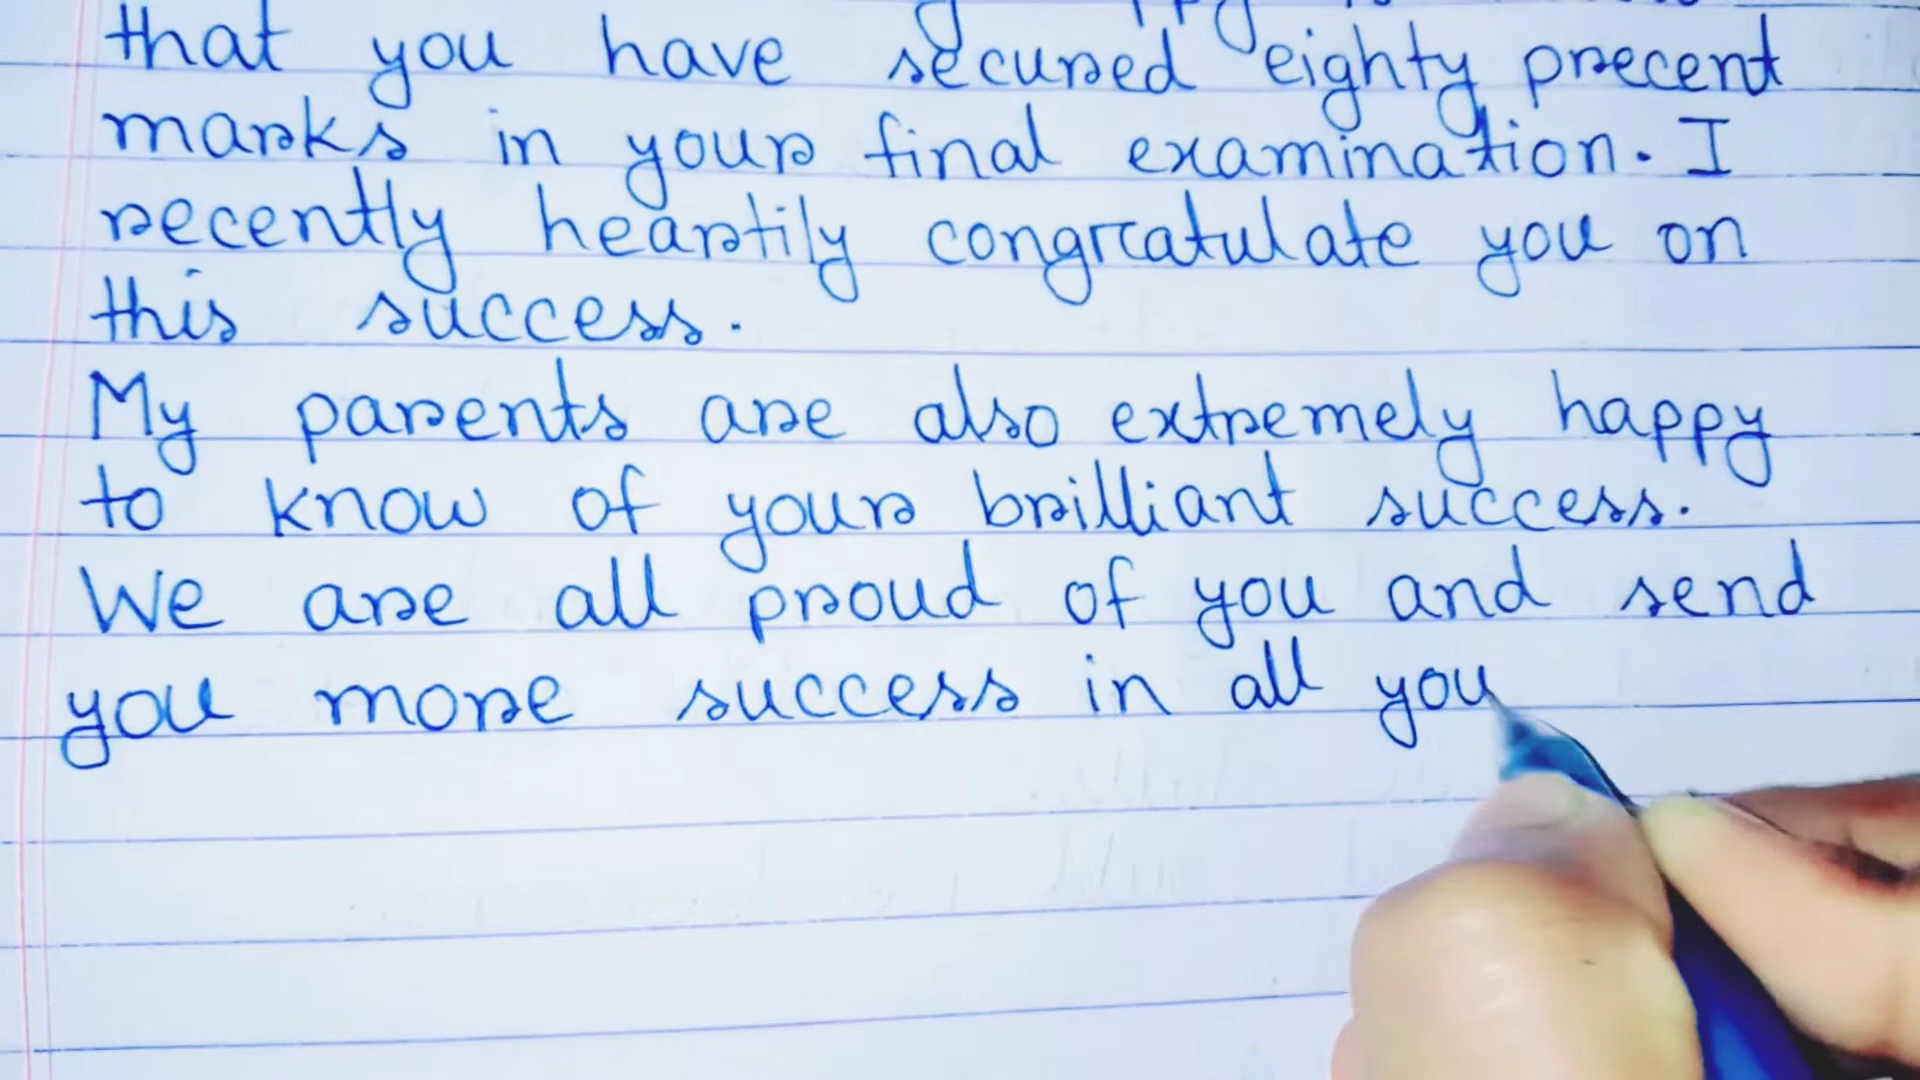 that you have secured eighty precent
marks in your final examination. I
recently heartily congratulate you on
this success.
My parents are also extremely happy
to know of your brilliant success.
We are all proud of you and send
you more success in all you